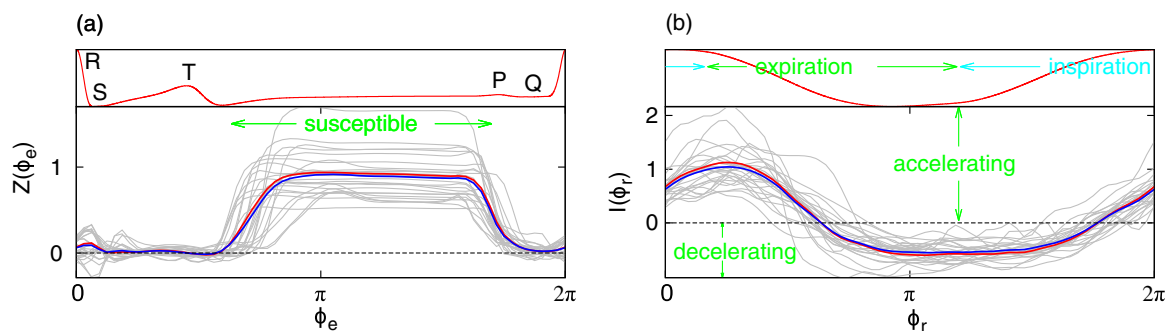 (a)
R
S
T
P
Q
susceptible
Z(ϕe)
1
0
0
π
2π
ϕe
(b)
expiration
inspiration
accelerating
decelerating
I(ϕr)
2
1
0
0
π
2π
ϕr